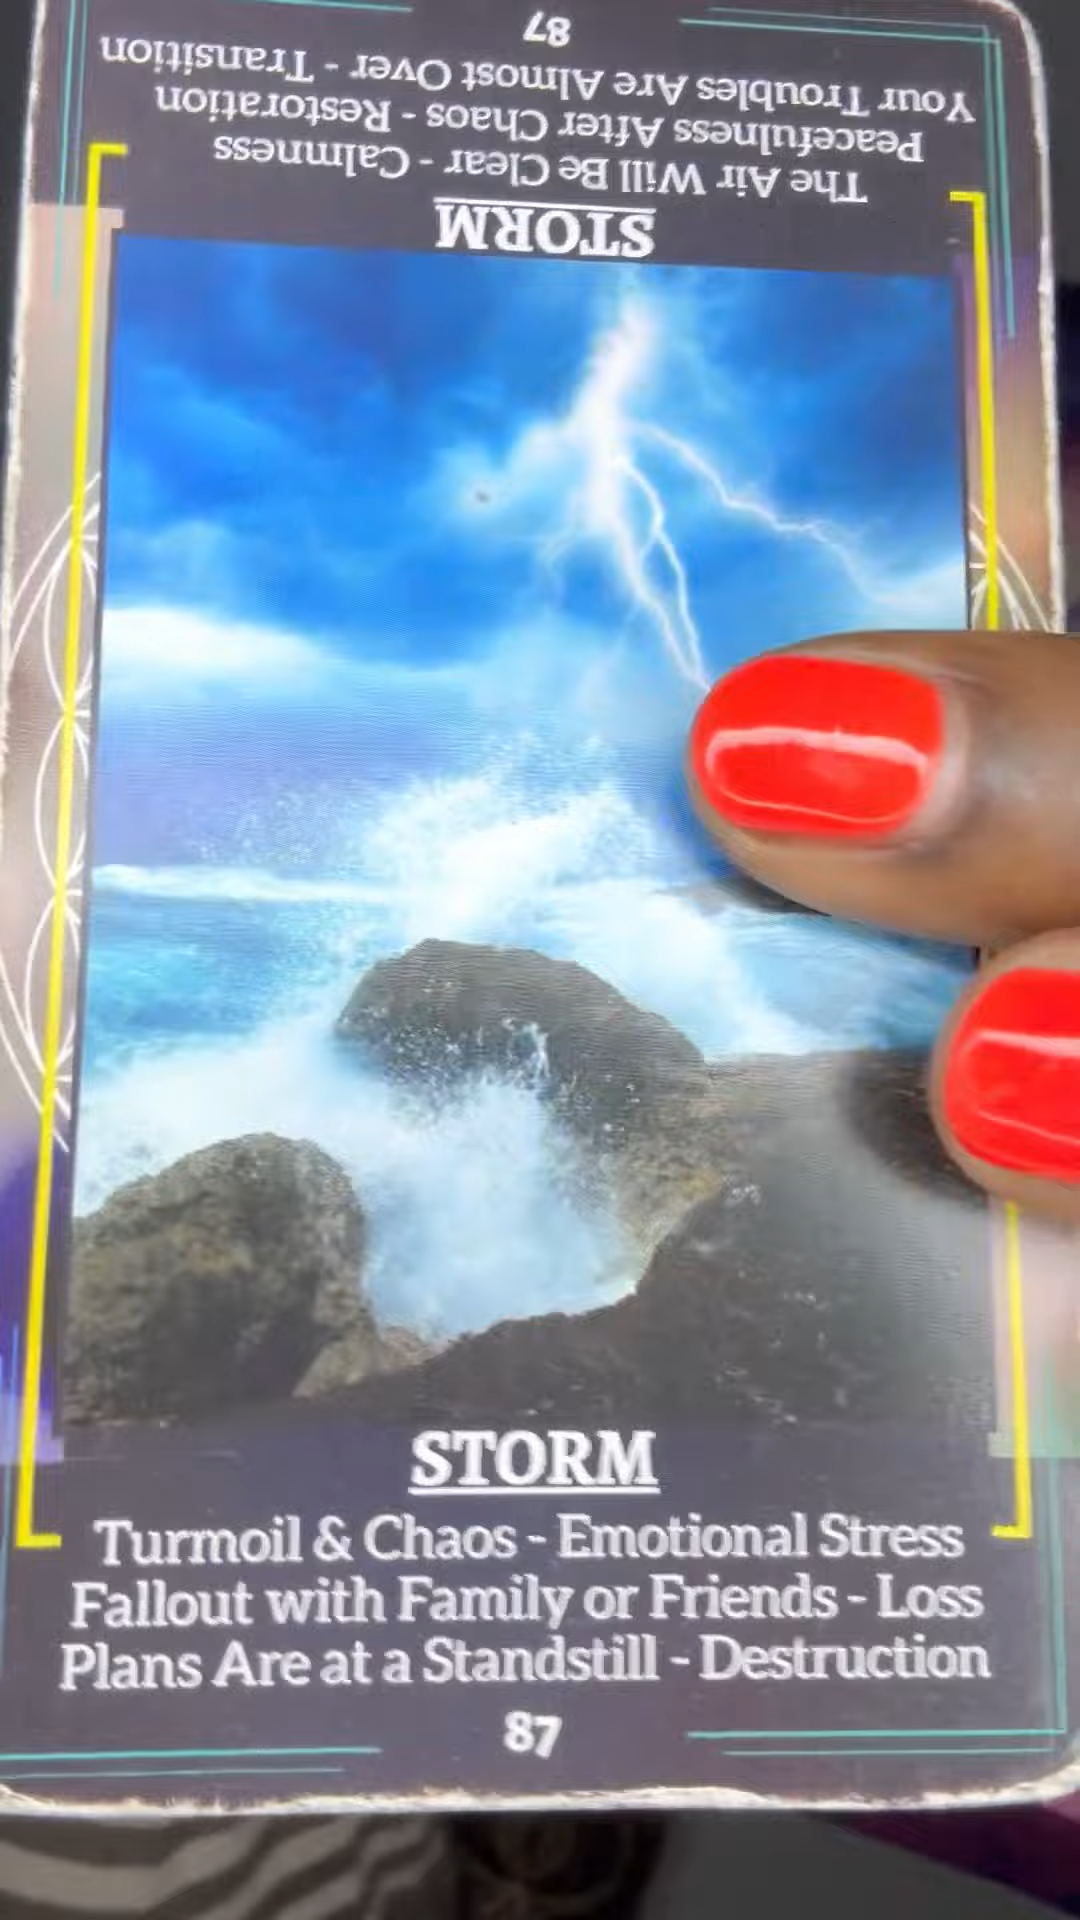 87
Your Troubles Are Almost Over - Transition
Peacefulness After Chaos - Restoration
The Air Will Be Clear - Calmness
STORM
STORM
Turmoil & Chaos - Emotional Stress
Fallout with Family or Friends - Loss
Plans Are at a Standstill - Destruction
87